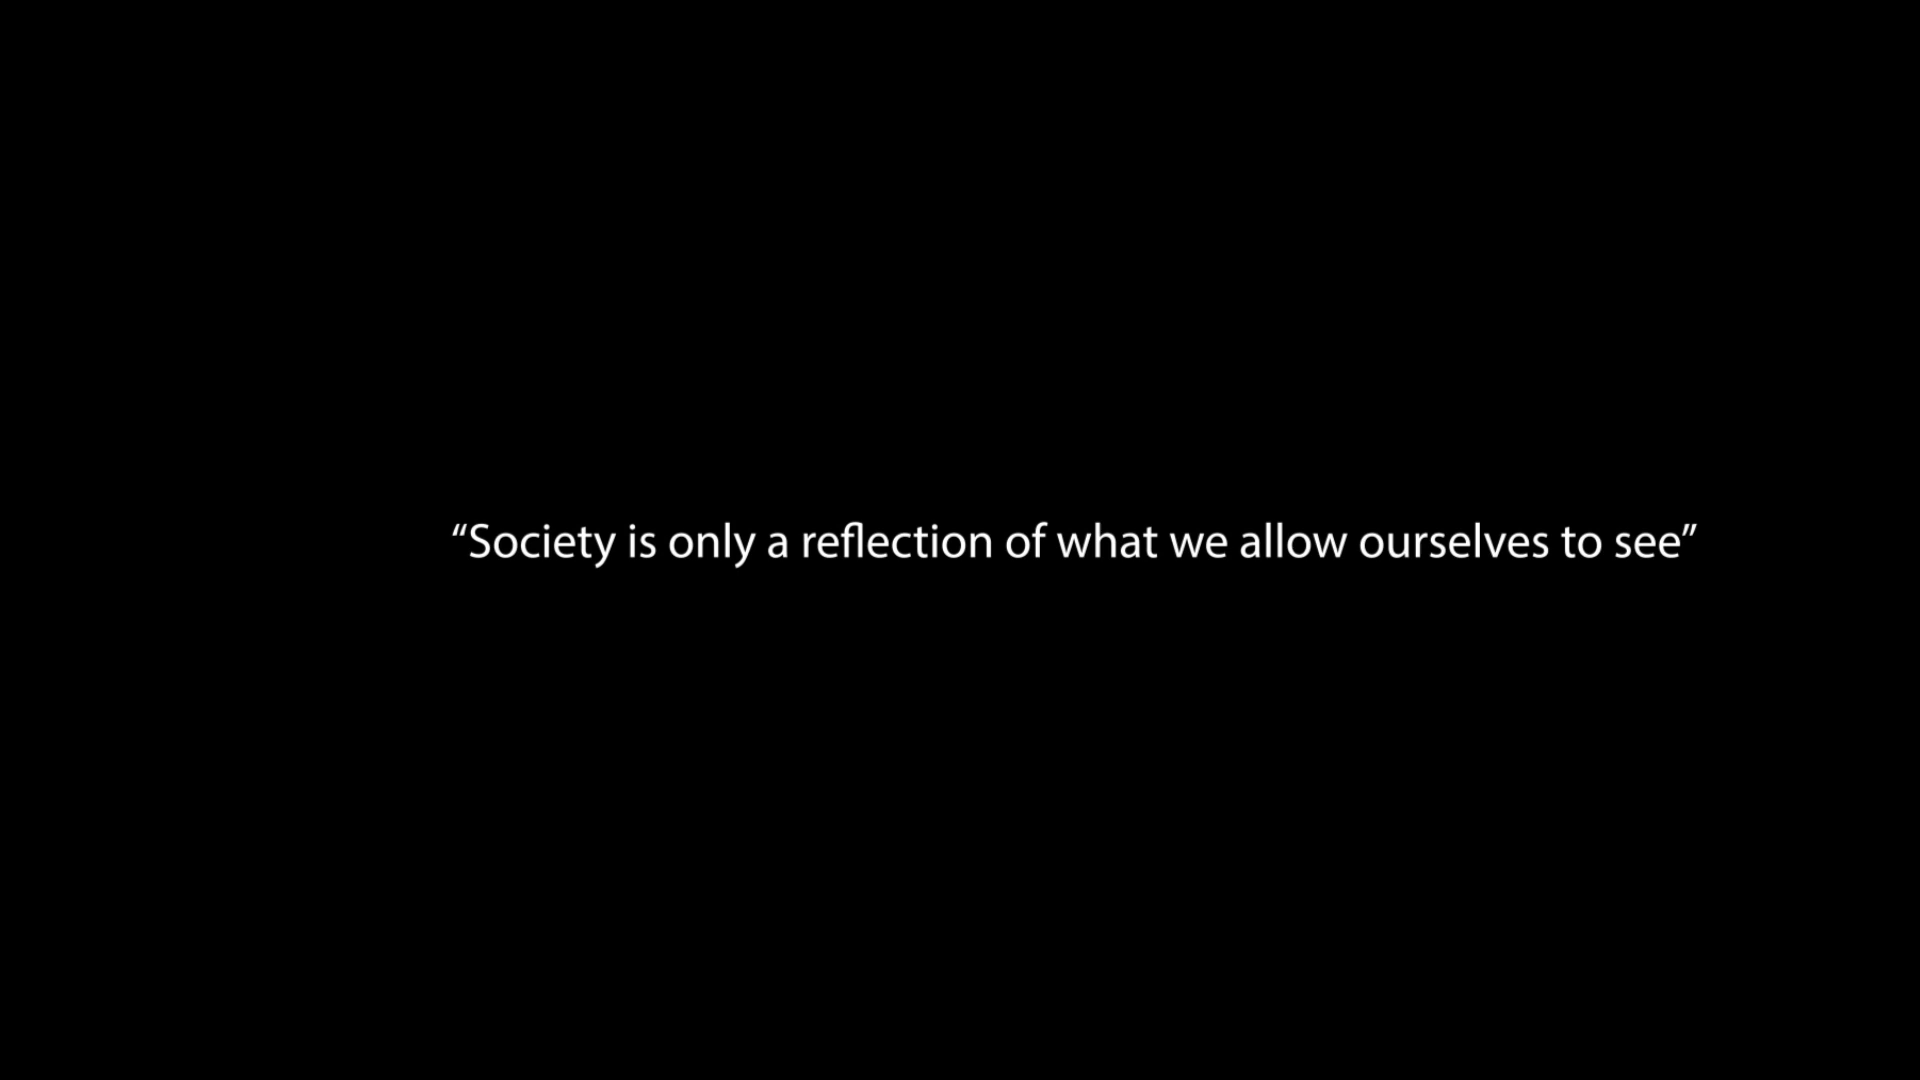 “Society is only a reflection of what we allow ourselves to see”